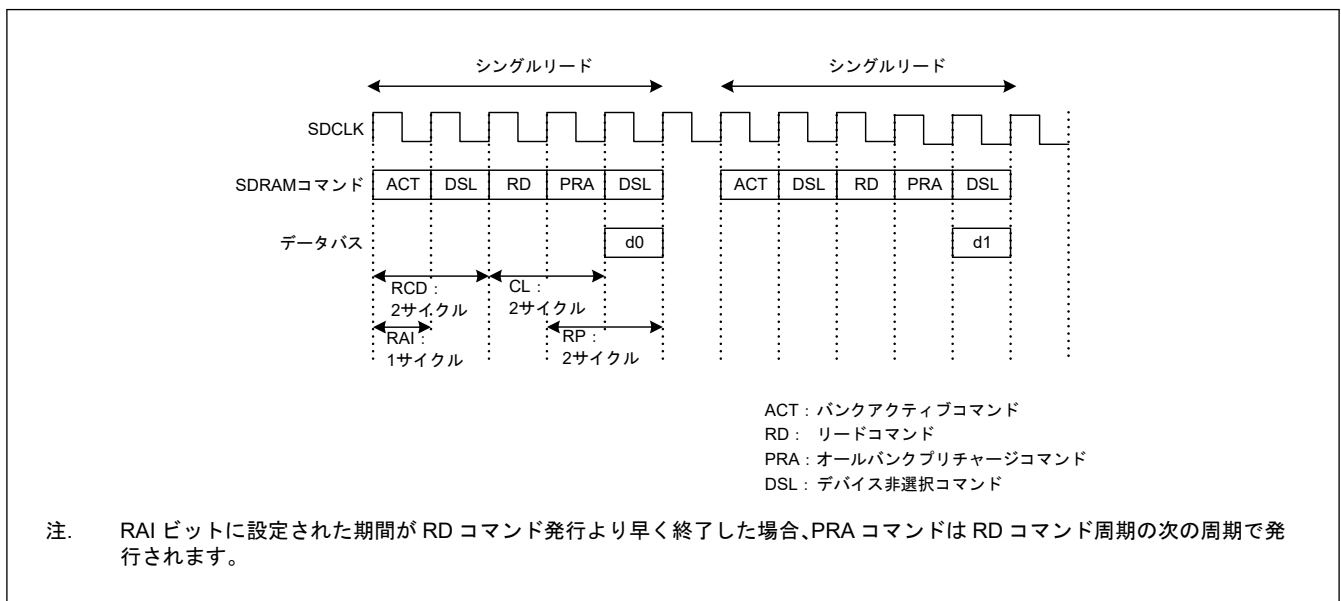 シングルリード シングルリード
SDCLK
SDRAMコマンド ACT DSL RD PRA DSL ACT DSL RD PRA DSL
データバス d0 d1
RCD： CL：
2サイクル 2サイクル
RAI： RP：
1サイクル 2サイクル
ACT：バンクアクティブコマンド
RD： リードコマンド
PRA：オールバンクプリチャージコマンド
DSL：デバイス非選択コマンド
注. RAI ビットに設定された期間が RD コマンド発行より早く終了した場合、PRA コマンドは RD コマンド周期の次の周期で発
行されます。